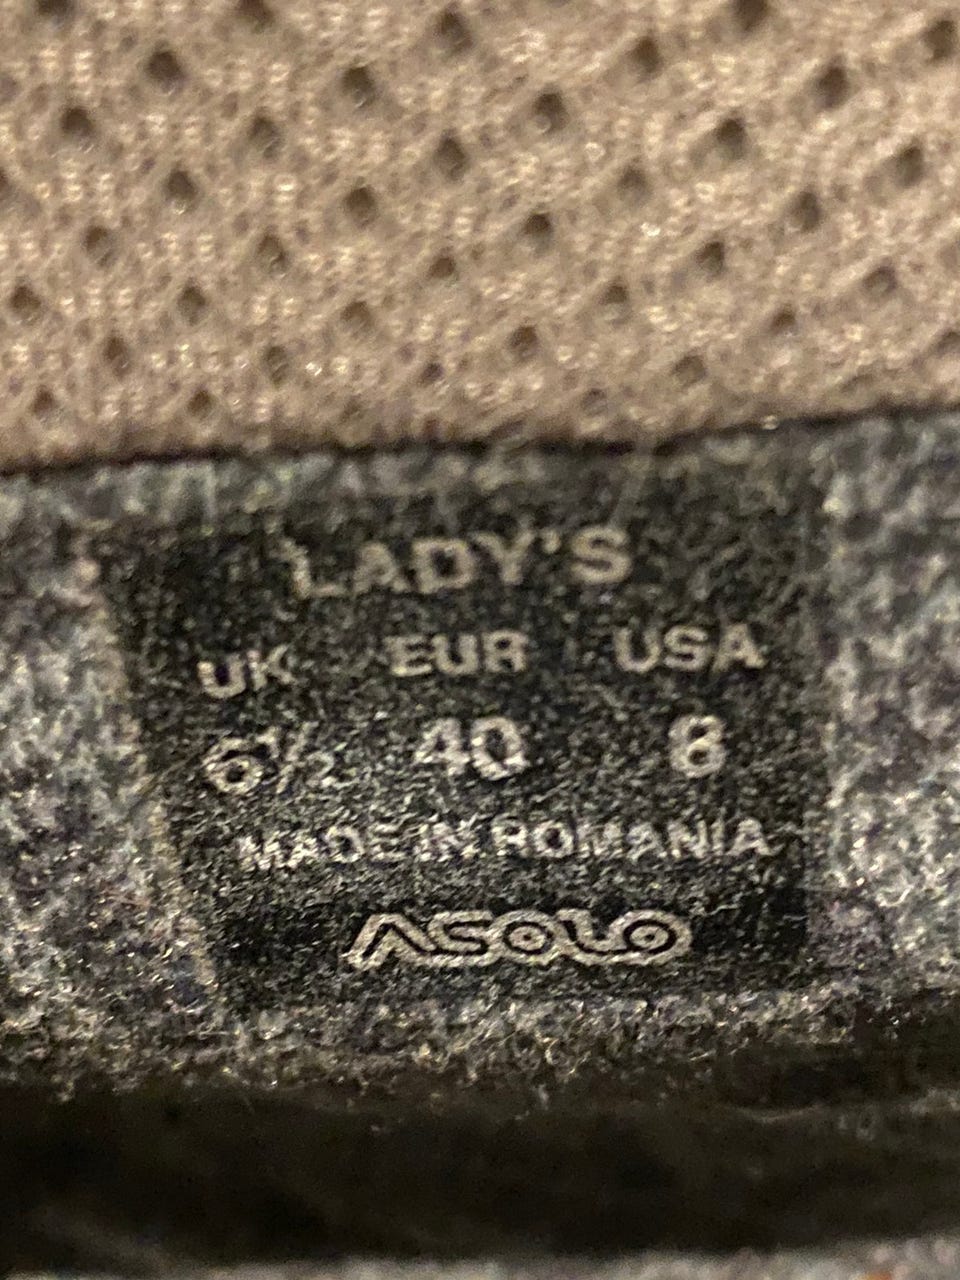 LADY'S
UK EUR USA
6½ 40 8
MADE IN ROMANIA
ASOLO